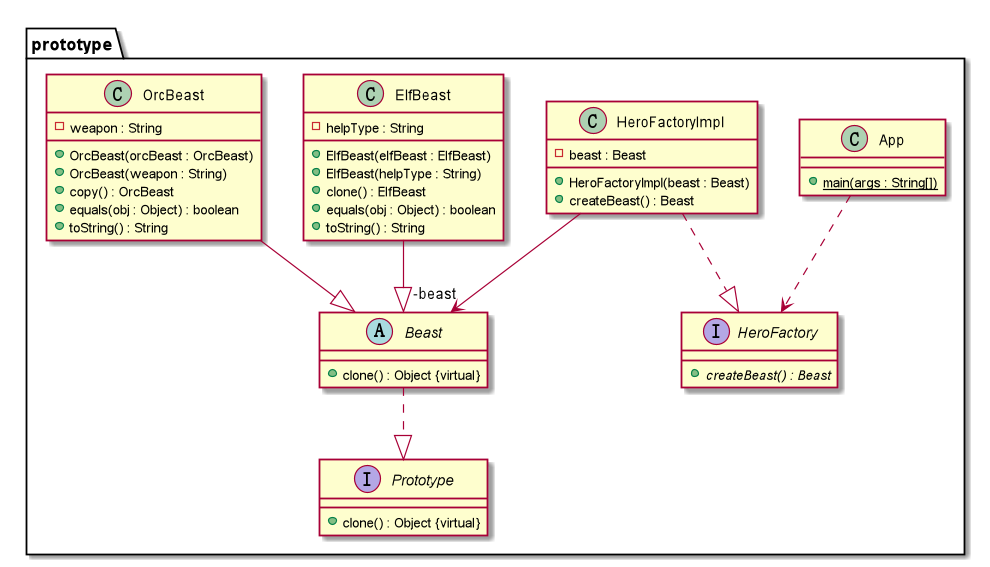 prototype
C OrcBeast
weapon : String
OrcBeast(orcBeast : OrcBeast)
OrcBeast(weapon : String)
copy() : OrcBeast
equals(obj : Object) : boolean
toString() : String
C ElfBeast
helpType : String
ElfBeast(elfBeast : ElfBeast)
ElfBeast(helpType : String)
clone() : ElfBeast
equals(obj : Object) : boolean
toString() : String
C HeroFactoryImpl
beast : Beast
HeroFactoryImpl(beast : Beast)
createBeast() : Beast
C App
main(args : String[])
-beast
A Beast
clone() : Object {virtual}
I HeroFactory
createBeast() : Beast
I Prototype
clone() : Object {virtual}